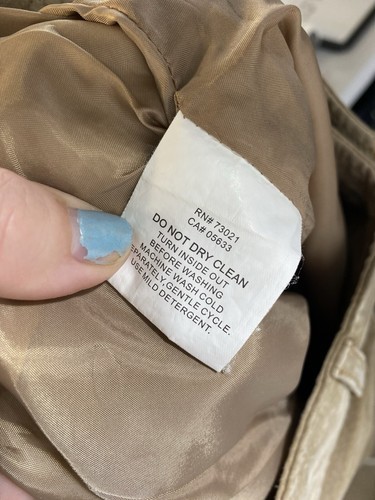 RN# 73021
CA# 05633
DO NOT DRY CLEAN
TURN INSIDE OUT
BEFORE WASHING
MACHINE WASH COLD
EPARATELY, GENTLE CYCLE.
USE MILD DETERGENT.